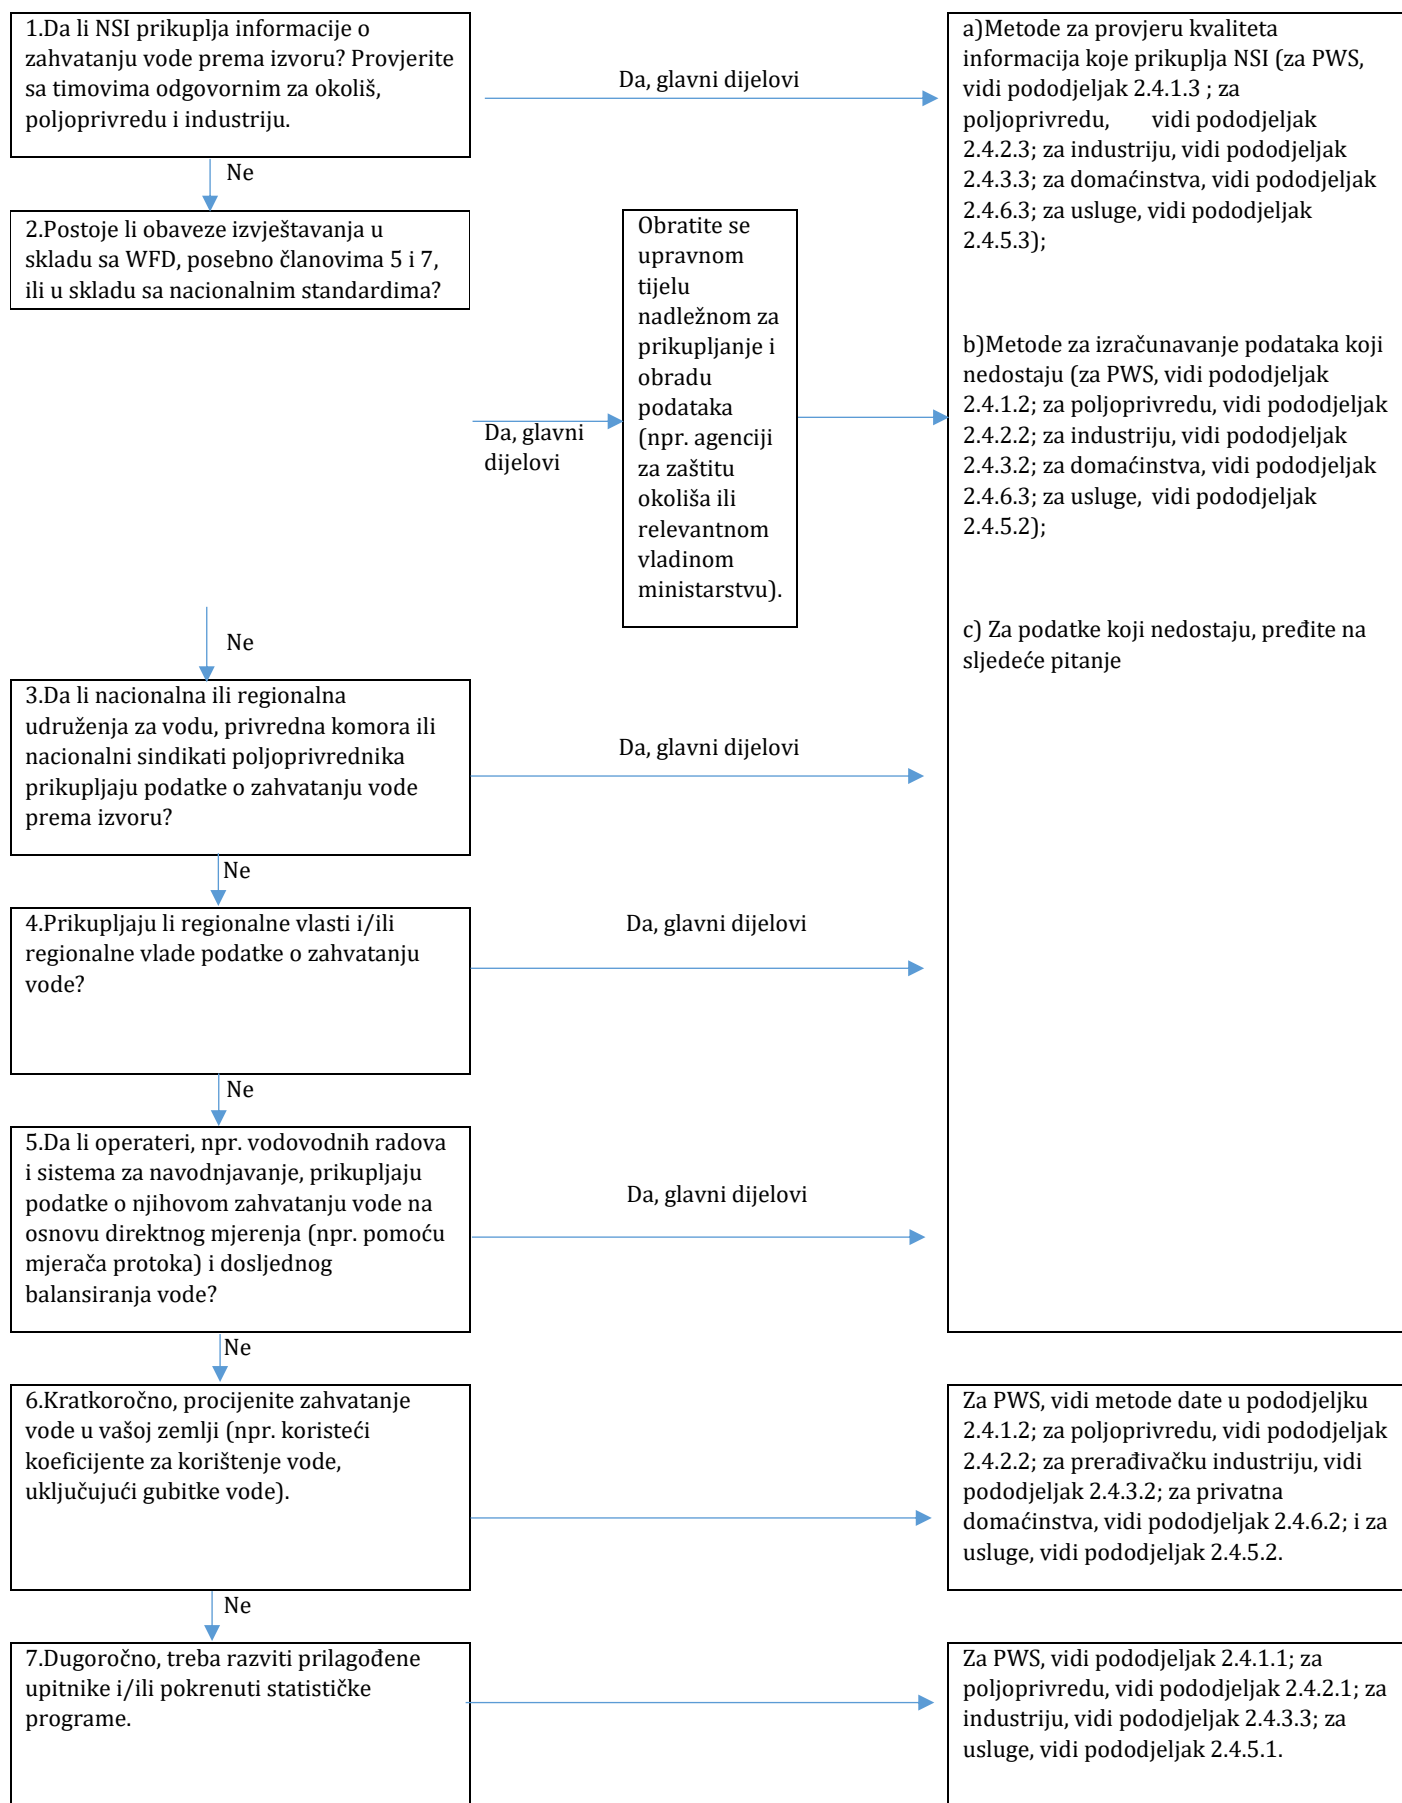 1.Da li NSI prikuplja informacije o
zahvatanju vode prema izvoru? Provjerite
sa timovima odgovornim za okoliš,
poljoprivredu i industriju.
Da, glavni dijelovi
a)Metode za provjeru kvaliteta
informacija koje prikuplja NSI (za PWS,
vidi pododjeljak 2.4.1.3 ; za
poljoprivredu, vidi pododjeljak
2.4.2.3; za industriju, vidi pododjeljak
2.4.3.3; za domaćinstva, vidi pododjeljak
2.4.6.3; za usluge, vidi pododjeljak
2.4.5.3);
b)Metode za izračunavanje podataka koji
nedostaju (za PWS, vidi pododjeljak
2.4.1.2; za poljoprivredu, vidi pododjeljak
2.4.2.2; za industriju, vidi pododjeljak
2.4.3.2; za domaćinstva, vidi pododjeljak
2.4.6.3; za usluge, vidi pododjeljak
2.4.5.2);
c) Za podatke koji nedostaju, pređite na
sljedeće pitanje
Ne
2.Postoje li obaveze izvještavanja u
skladu sa WFD, posebno članovima 5 i 7,
ili u skladu sa nacionalnim standardima?
Da, glavni
dijelovi
Obratite se
upravnom
tijelu
nadležnom za
prikupljanje i
obradu
podataka
(npr. agenciji
za zaštitu
okoliša ili
relevantnom
vladinom
ministarstvu).
Ne
3.Da li nacionalna ili regionalna
udruženja za vodu, privredna komora ili
nacionalni sindikati poljoprivrednika
prikupljaju podatke o zahvatanju vode
prema izvoru?
Da, glavni dijelovi
Ne
4.Prikupljaju li regionalne vlasti i/ili
regionalne vlade podatke o zahvatanju
vode?
Da, glavni dijelovi
Ne
5.Da li operateri, npr. vodovodnih radova
i sistema za navodnjavanje, prikupljaju
podatke o njihovom zahvatanju vode na
osnovu direktnog mjerenja (npr. pomoću
mjerača protoka) i dosljednog
balansiranja vode?
Da, glavni dijelovi
Ne
6.Kratkoročno, procijenite zahvatanje
vode u vašoj zemlji (npr. koristeći
koeficijente za korištenje vode,
uključujući gubitke vode).
Za PWS, vidi metode date u pododjeljku
2.4.1.2; za poljoprivredu, vidi pododjeljak
2.4.2.2; za prerađivačku industriju, vidi
pododjeljak 2.4.3.2; za privatna
domaćinstva, vidi pododjeljak 2.4.6.2; i za
usluge, vidi pododjeljak 2.4.5.2.
Ne
7.Dugoročno, treba razviti prilagođene
upitnike i/ili pokrenuti statističke
programe.
Za PWS, vidi pododjeljak 2.4.1.1; za
poljoprivredu, vidi pododjeljak 2.4.2.1; za
industriju, vidi pododjeljak 2.4.3.3; za
usluge, vidi pododjeljak 2.4.5.1.